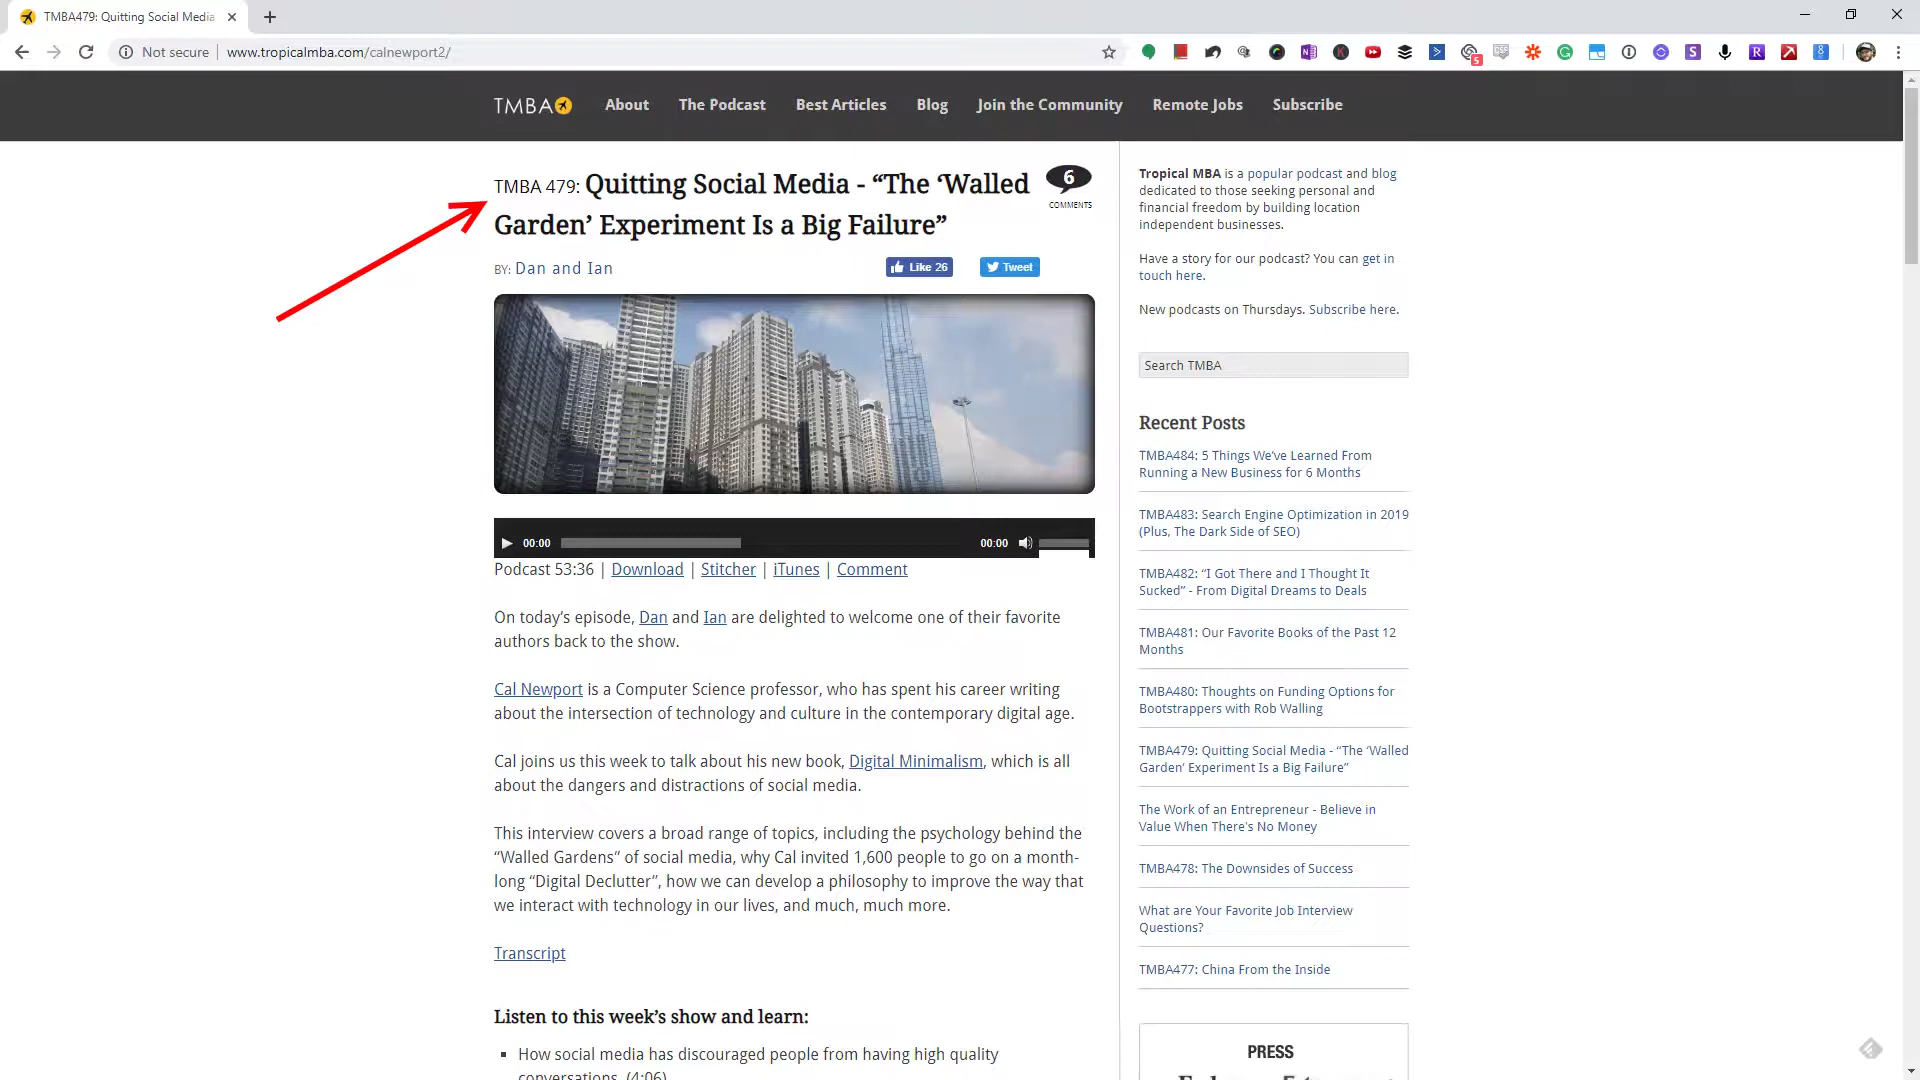 TMBA479: Quitting Social Media
Not secure
www.tropicalmba.com/calnewport2/
5
TMBA
About
The Podcast
Best Articles
Blog
Join the Community
Remote Jobs
Subscribe
TMBA 479: Quitting Social Media - “The ‘Walled
Garden’ Experiment Is a Big Failure”
6
COMMENTS
BY: Dan and Ian
Like 26
Tweet
00:00
00:00
Podcast 53:36 | Download | Stitcher | iTunes | Comment
On today’s episode, Dan and Ian are delighted to welcome one of their favorite
authors back to the show.
Cal Newport is a Computer Science professor, who has spent his career writing
about the intersection of technology and culture in the contemporary digital age.
Cal joins us this week to talk about his new book, Digital Minimalism, which is all
about the dangers and distractions of social media.
This interview covers a broad range of topics, including the psychology behind the
“Walled Gardens” of social media, why Cal invited 1,600 people to go on a month-
long “Digital Declutter”, how we can develop a philosophy to improve the way that
we interact with technology in our lives, and much, much more.
Transcript
Listen to this week’s show and learn:
How social media has discouraged people from having high quality
conversations. (4:06)
Tropical MBA is a popular podcast and blog
dedicated to those seeking personal and
financial freedom by building location
independent businesses.
Have a story for our podcast? You can get in
touch here.
New podcasts on Thursdays. Subscribe here.
Search TMBA
Recent Posts
TMBA484: 5 Things We’ve Learned From
Running a New Business for 6 Months
TMBA483: Search Engine Optimization in 2019
(Plus, The Dark Side of SEO)
TMBA482: “I Got There and I Thought It
Sucked” - From Digital Dreams to Deals
TMBA481: Our Favorite Books of the Past 12
Months
TMBA480: Thoughts on Funding Options for
Bootstrappers with Rob Walling
TMBA479: Quitting Social Media - “The ‘Walled
Garden’ Experiment Is a Big Failure”
The Work of an Entrepreneur - Believe in
Value When There’s No Money
TMBA478: The Downsides of Success
What are Your Favorite Job Interview
Questions?
TMBA477: China From the Inside
PRESS